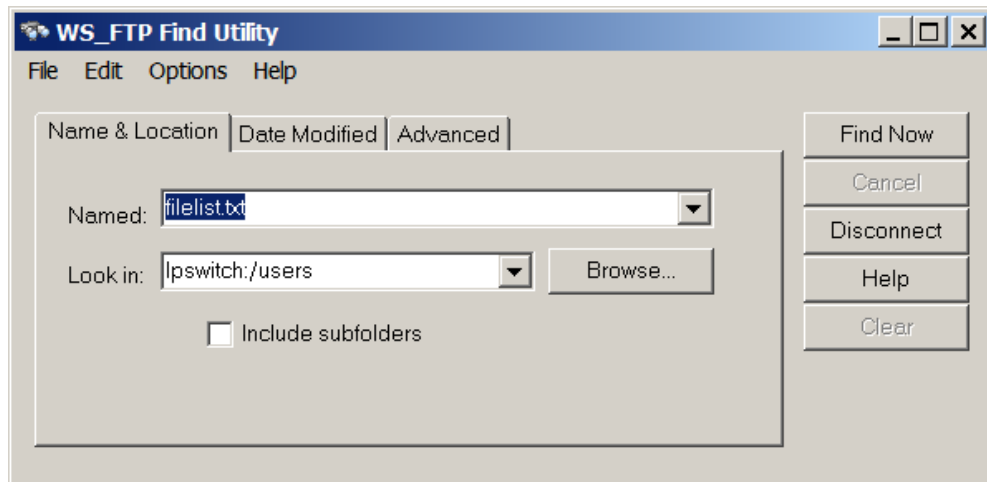 WS_FTP Find Utility
File Edit Options Help
Name & Location Date Modified Advanced
Find Now
Cancel
Named: filelist.txt
Disconnect
Look in: Ipswitch:/users Browse...
Help
Include subfolders
Clear